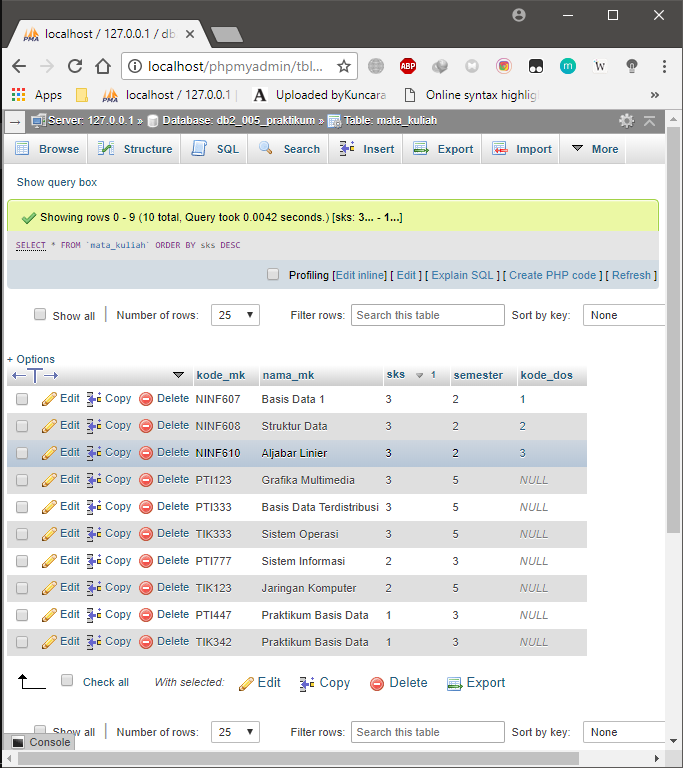 localhost / 127.0.0.1 / db
localhost/phpmyadmin/tbl...
ABP
m
W
Apps
PMA
localhost / 127.0.0.1
A
Uploaded byKuncara
Online syntax highlig
»
Server: 127.0.0.1 » Database: db2_005_praktikum » Table: mata_kuliah
Browse Structure SQL Search Insert Export Import More
Show query box
Showing rows 0 - 9 (10 total, Query took 0.0042 seconds.) [sks: 3... - 1...]
SELECT * FROM `mata_kuliah` ORDER BY sks DESC
Profiling [Edit inline] [ Edit ] [ Explain SQL ] [ Create PHP code ] [ Refresh ]
Show all Number of rows: 25 Filter rows: Search this table Sort by key: None
+ Options
kode_mk nama_mk sks 1 semester kode_dos
Edit Copy Delete NINF607 Basis Data 1 3 2 1
Edit Copy Delete NINF608 Struktur Data 3 2 2
Edit Copy Delete NINF610 Aljabar Linier 3 2 3
Edit Copy Delete PTI123 Grafika Multimedia 3 5 NULL
Edit Copy Delete PTI333 Basis Data Terdistribusi 3 5 NULL
Edit Copy Delete TIK333 Sistem Operasi 3 5 NULL
Edit Copy Delete PTI777 Sistem Informasi 2 3 NULL
Edit Copy Delete TIK123 Jaringan Komputer 2 5 NULL
Edit Copy Delete PTI447 Praktikum Basis Data 1 3 NULL
Edit Copy Delete TIK342 Praktikum Basis Data 1 3 NULL
Check all With selected: Edit Copy Delete Export
Show all Number of rows: 25 Filter rows: Search this table Sort by key: None
Console